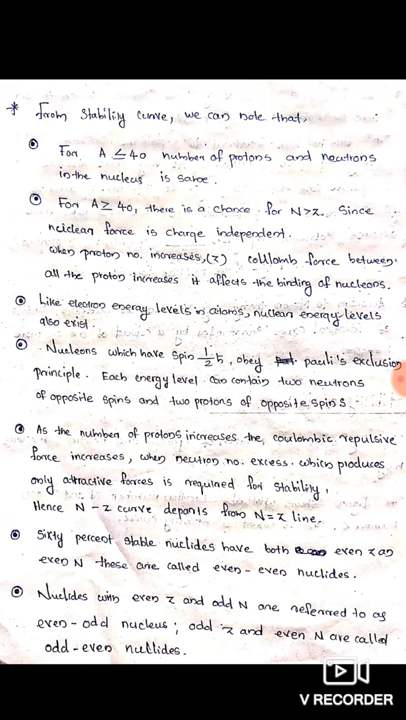 * From Stability curve, we can note that,
For A ≤ 40 number of protons and neutrons
in the nucleus is same.
For A ≥ 40, there is a chance for N>Z. Since
nclean force is charge independent.
when proton no. increases,(Z) coulomb force between
all the proton increases it affects the binding of nucleons.
Like electron energy levels in atoms, nuclean energy levels
also exist.
Nucleons which have spin 1/2 ℏ, obey pauli's exclusion
principle. Each energy level can contain two neutrons
of opposite spins and two protons of opposite spins.
As the number of protons increases the coulombic repulsive
force increases, when neutron no. excess which produces
only attractive forces is required for stability.
Hence N-Z curve departs from N=Z line.
Sixty percent stable nuclides have both even Z an
even N these are called even-even nuclides.
Nuclides with even Z and odd N are referred to as
even-odd nucleus; odd Z and even N are called
odd-even nuclides.
V RECORDER